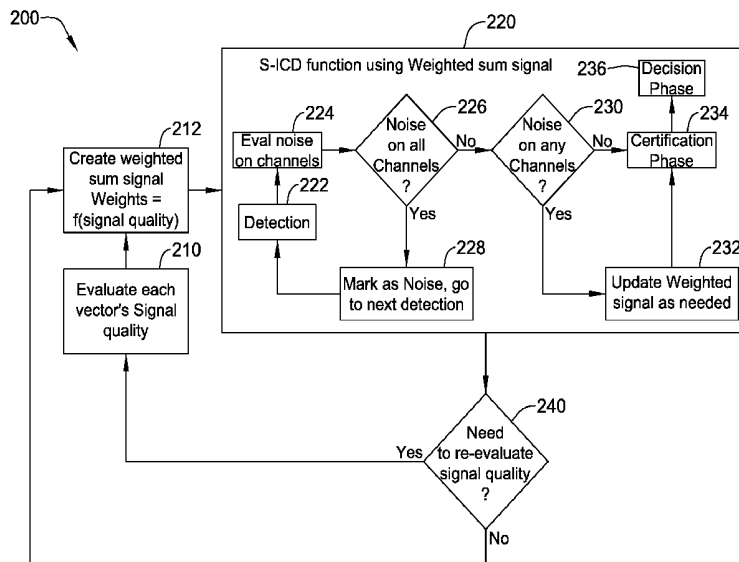 200
220
S-ICD function using Weighted sum signal
236
Decision
Phase
212
Create weighted
sum signal
Weights =
f(signal quality)
224
Eval noise
on channels
226
Noise
on all
Channels
?
No
Yes
230
Noise
on any
Channels
?
No
Yes
234
Certification
Phase
222
Detection
228
Mark as Noise, go
to next detection
232
Update Weighted
signal as needed
210
Evaluate each
vector's Signal
quality
240
Need
to re-evaluate
signal quality
?
Yes
No